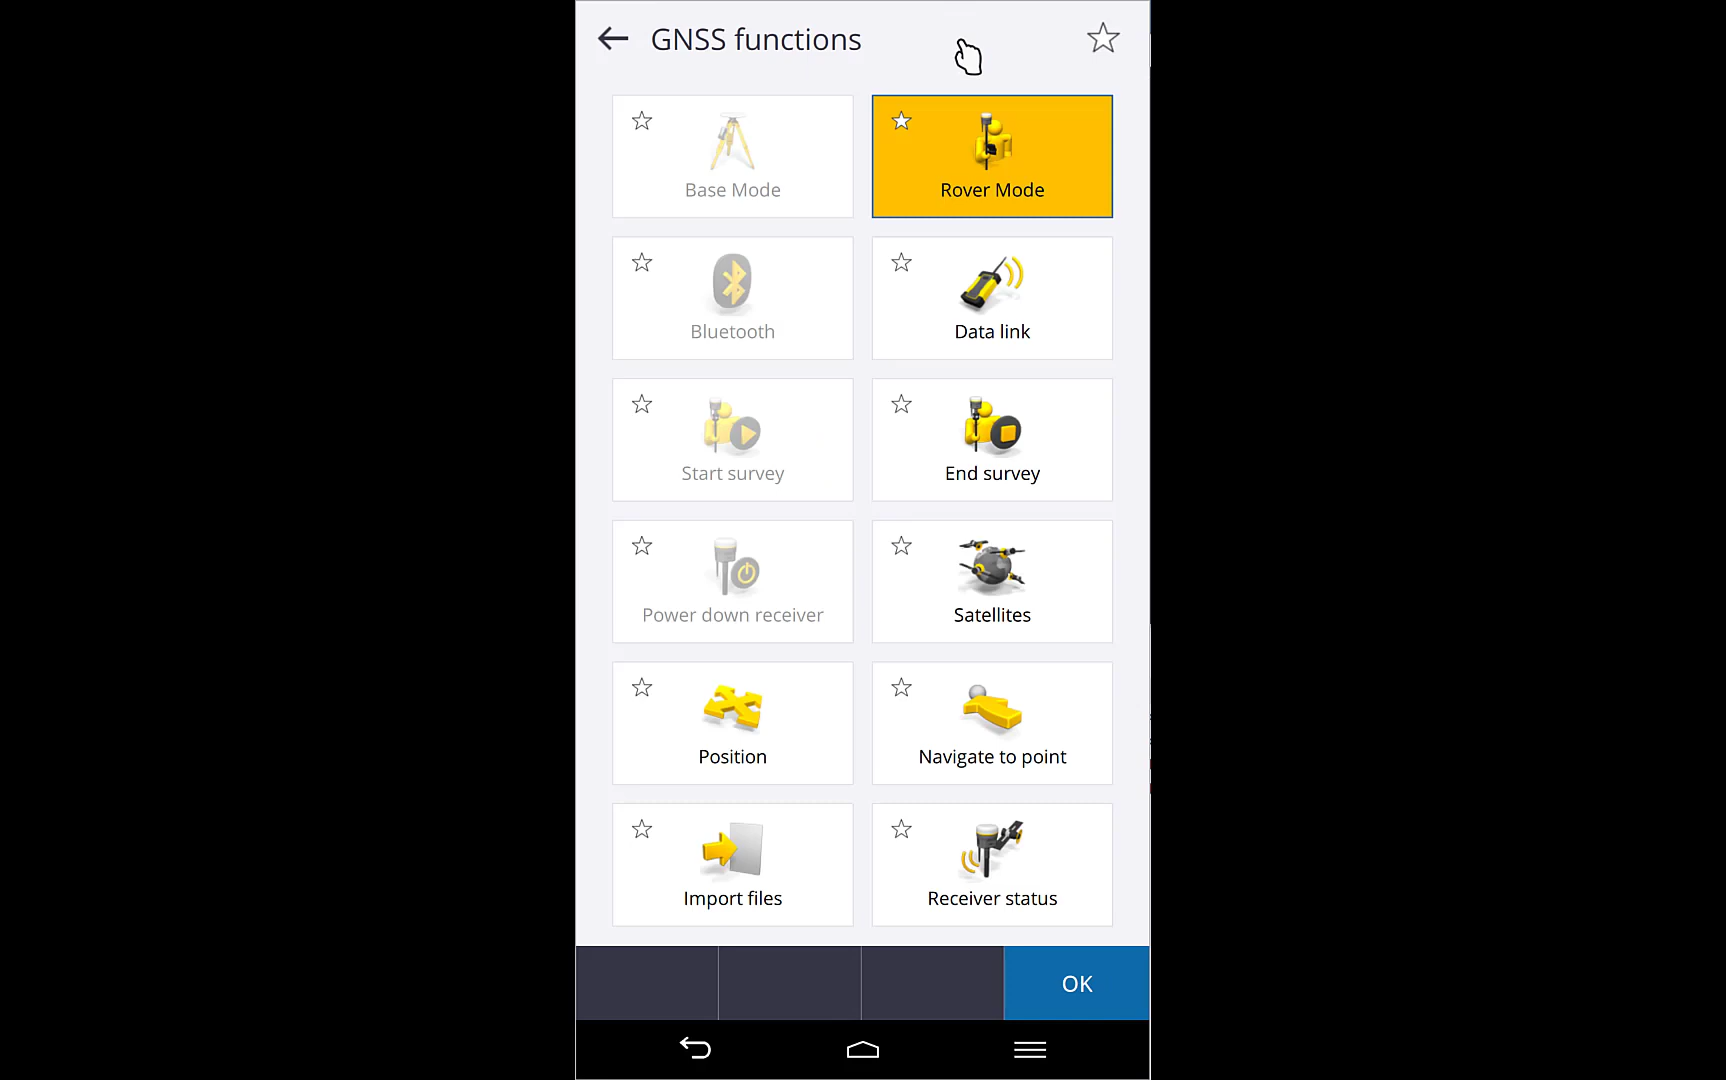 GNSS functions
Base Mode
Rover Mode
Bluetooth
Data link
Start survey
End survey
Power down receiver
Satellites
Position
Navigate to point
Import files
Receiver status
OK